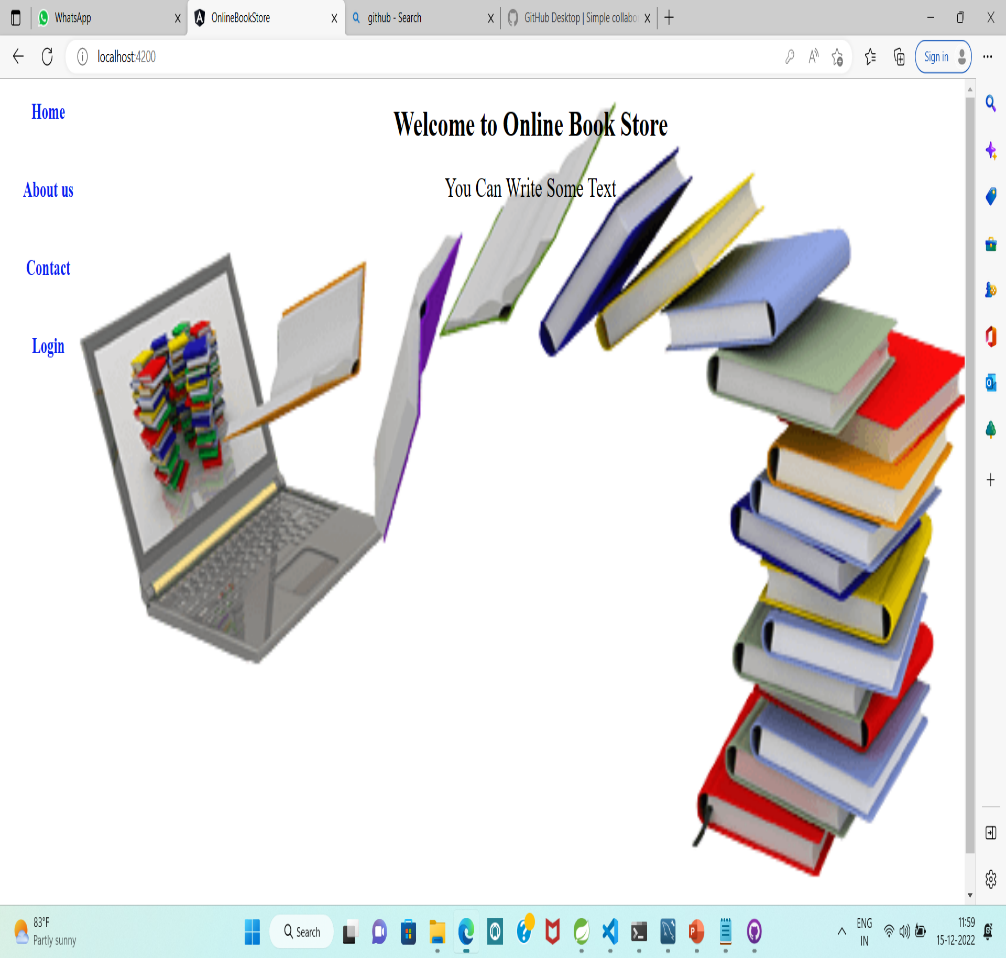 WhatsApp
OnlineBookStore
github - Search
GitHub Desktop | Simple collabo
localhost:4200
Sign in
Home
Welcome to Online Book Store
About us
You Can Write Some Text
Contact
Login
83°F
Partly sunny
Search
ENG
IN
11:59
15-12-2022